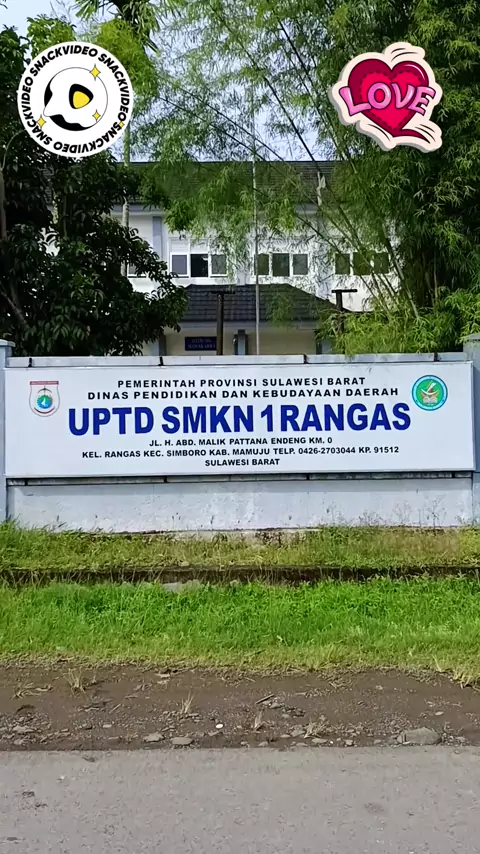 SNACKVIDEO SNACKVIDEO SNACKVIDEO
LOVE
PEMERINTAH PROVINSI SULAWESI BARAT
DINAS PENDIDIKAN DAN KEBUDAYAAN DAERAH
UPTD SMKN 1 RANGAS
JL. H. ABD. MALIK PATTANA ENDENG KM. 0
KEL. RANGAS KEC. SIMBORO KAB. MAMUJU TELP. 0426-2703044 KP. 91512
SULAWESI BARAT